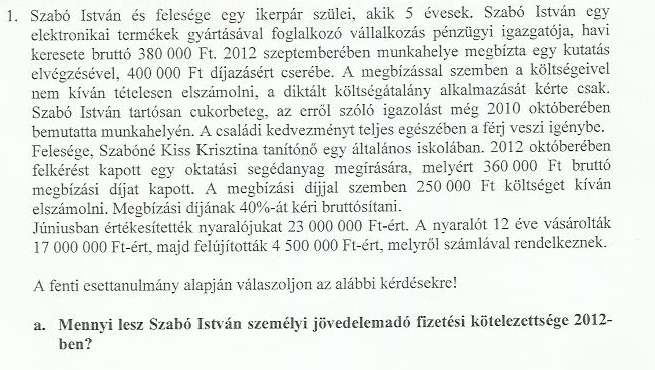 1. Szabó István és felesége egy ikerpár szülei, akik 5 évesek. Szabó István egy
elektronikai termékek gyártásával foglalkozó vállalkozás pénzügyi igazgatója, havi
keresete bruttó 380 000 Ft. 2012 szeptemberében munkahelye megbízta egy kutatás
elvégzésével, 400 000 Ft díjazásért cserébe. A megbízással szemben a költségeivel
nem kíván tételesen elszámolni, a diktált költségátalány alkalmazását kérte csak.
Szabó István tartósan cukorbeteg, az erről szóló igazolást még 2010 októberében
bemutatta munkahelyén. A családi kedvezményt teljes egészében a férj veszi igénybe.
Felesége, Szabóné Kiss Krisztina tanítónő egy általános iskolában. 2012 októberében
felkérést kapott egy oktatási segédanyag megírására, melyért 360 000 Ft bruttó
megbízási díjat kapott. A megbízási díjjal szemben 250 000 Ft költséget kíván
elszámolni. Megbízási díjának 40%-át kéri bruttósítani.
Júniusban értékesítették nyaralójukat 23 000 000 Ft-ért. A nyaralót 12 éve vásárolták
17 000 000 Ft-ért, majd felújították 4 500 000 Ft-ért, melyről számlával rendelkeznek.
A fenti esettanulmány alapján válaszoljon az alábbi kérdésekre!
a. Mennyi lesz Szabó István személyi jövedelemadó fizetési kötelezettsége 2012-
ben?